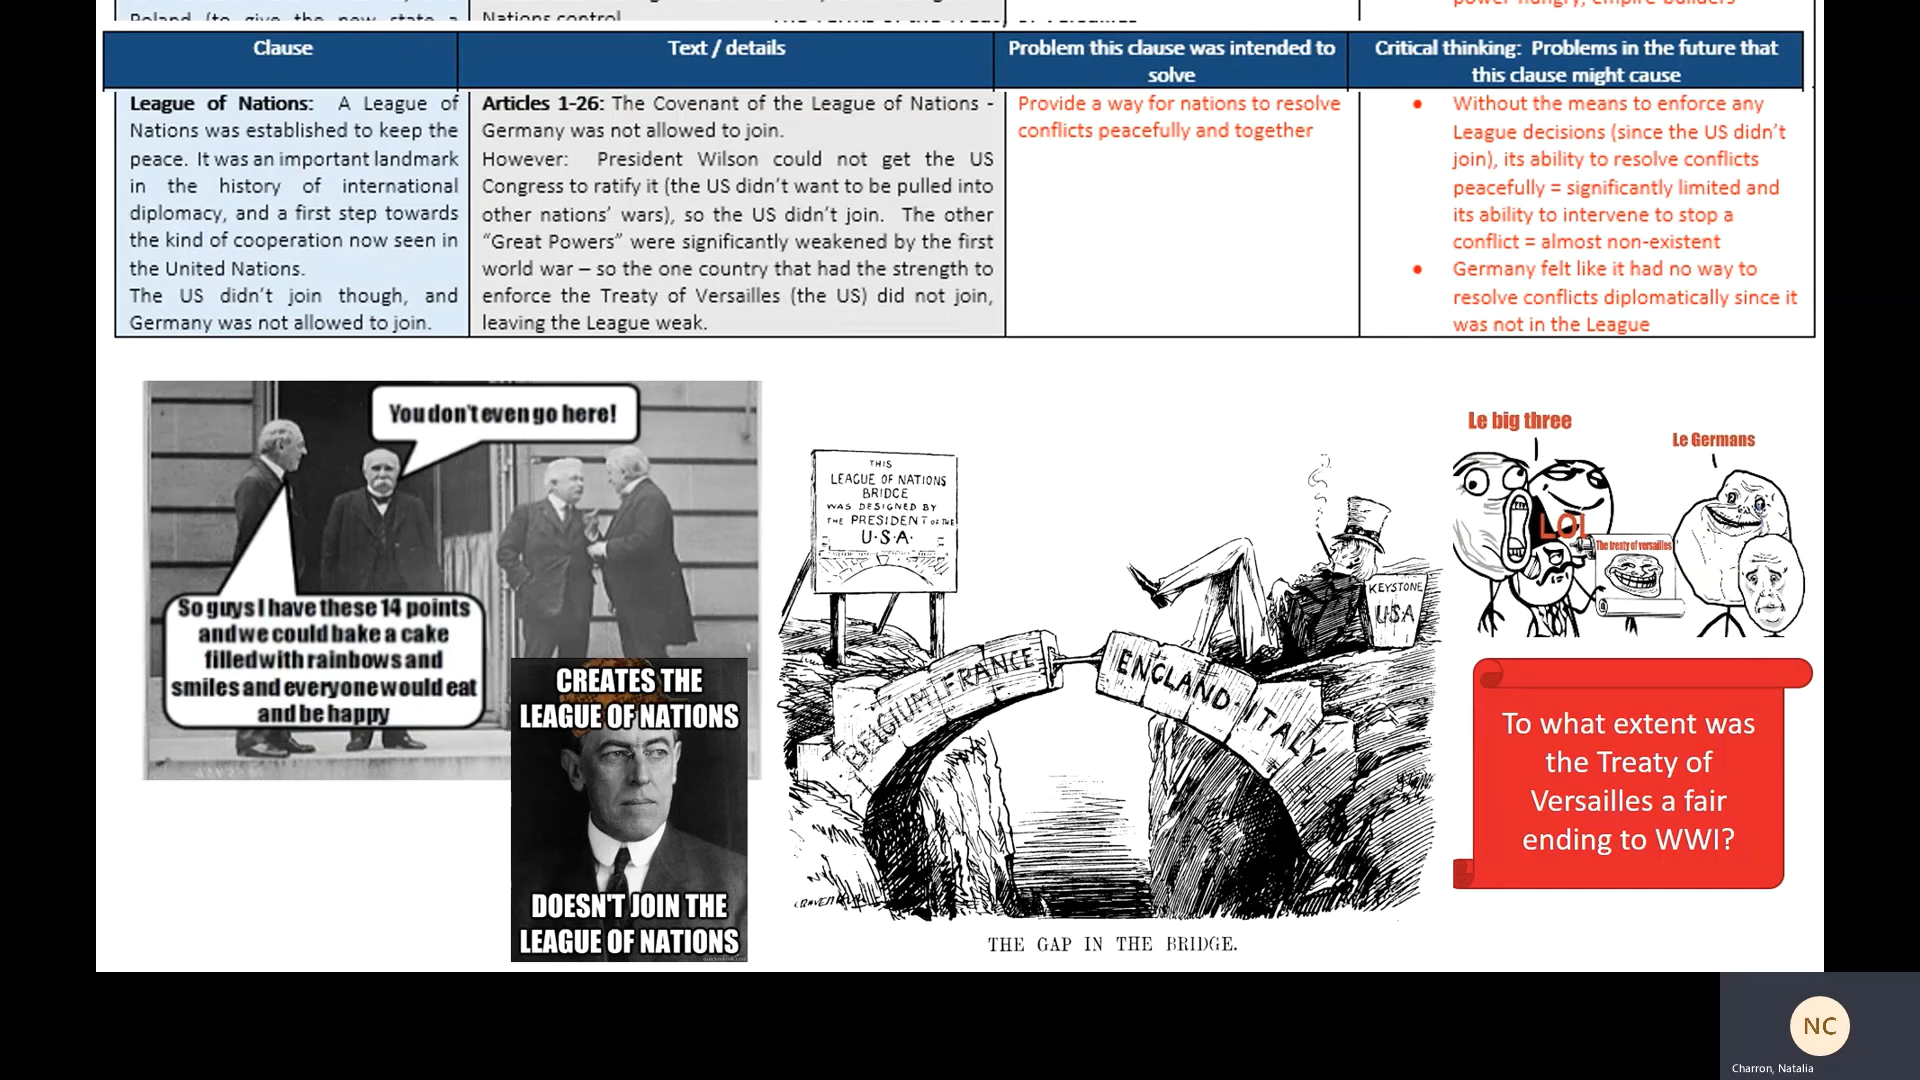 Poland (to give the new state a
Nations control.
power-hungry, empire-builders
Clause
Text / details
Problem this clause was intended to
solve
Critical thinking: Problems in the future that
this clause might cause
League of Nations: A League of
Nations was established to keep the
peace. It was an important landmark
in the history of international
diplomacy, and a first step towards
the kind of cooperation now seen in
the United Nations.
The US didn't join though, and
Germany was not allowed to join.
Articles 1-26: The Covenant of the League of Nations -
Germany was not allowed to join.
However: President Wilson could not get the US
Congress to ratify it (the US didn't want to be pulled into
other nations' wars), so the US didn't join. The other
“Great Powers” were significantly weakened by the first
world war – so the one country that had the strength to
enforce the Treaty of Versailles (the US) did not join,
leaving the League weak.
Provide a way for nations to resolve
conflicts peacefully and together
• Without the means to enforce any
League decisions (since the US didn't
join), its ability to resolve conflicts
peacefully = significantly limited and
its ability to intervene to stop a
conflict = almost non-existent
• Germany felt like it had no way to
resolve conflicts diplomatically since it
was not in the League
You don't even go here!
So guys I have these 14 points
and we could bake a cake
filled with rainbows and
smiles and everyone would eat
and be happy
CREATES THE
LEAGUE OF NATIONS
DOESN'T JOIN THE
LEAGUE OF NATIONS
THIS
LEAGUE OF NATIONS
BRIDGE
WAS DESIGNED BY
THE PRESIDENT OF THE
U.S.A.
KEYSTONE
USA
BELGIUM
FRANCE
ENGLAND
ITALY
THE GAP IN THE BRIDGE.
Le big three
Le Germans
LOL
The treaty of versailles
To what extent was
the Treaty of
Versailles a fair
ending to WWI?
NC
Charron, Natalia